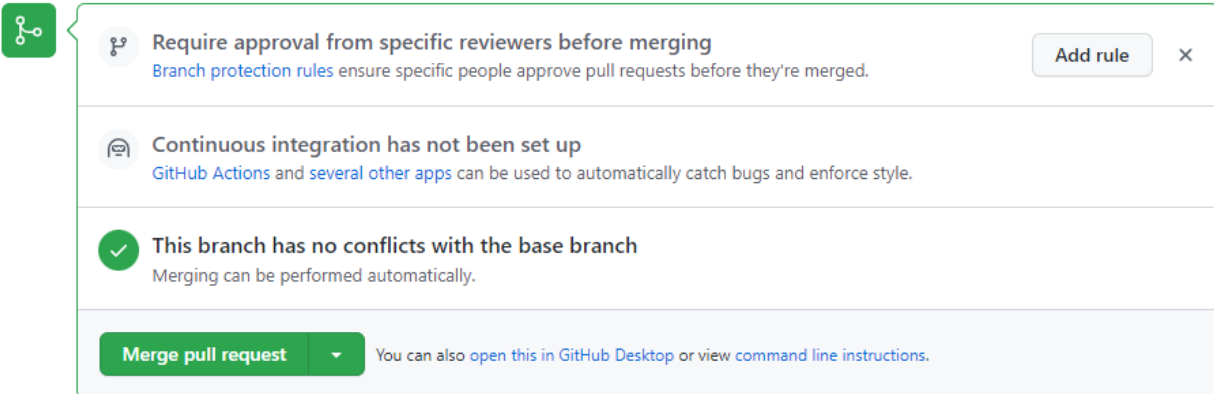 Require approval from specific reviewers before merging
Branch protection rules ensure specific people approve pull requests before they're merged.
Add rule
Continuous integration has not been set up
GitHub Actions and several other apps can be used to automatically catch bugs and enforce style.
This branch has no conflicts with the base branch
Merging can be performed automatically.
Merge pull request
You can also open this in GitHub Desktop or view command line instructions.